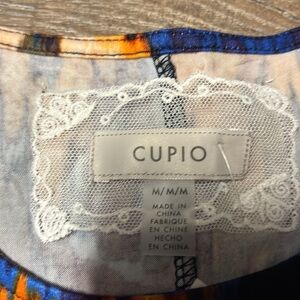 CUPIO
M/M/M
MADE IN
CHINA
FABRIQUE
EN CHINE
HECHO
EN CHINA